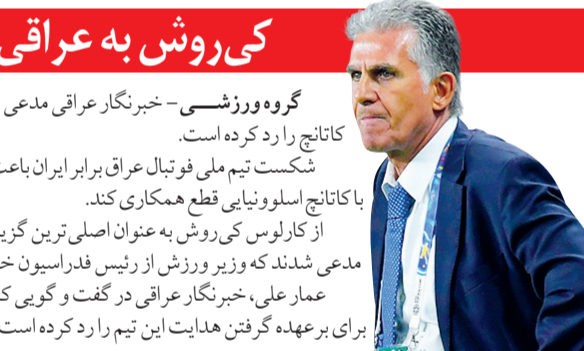 کی‌روش به عراقی
گروه ورزشی - خبرنگار عراقی مدعی
کاتانچ را رد کرده است.
شکست تیم ملی فوتبال عراق برابر ایران باعث
با کاتانچ اسلوونیایی قطع همکاری کند.
از کارلوس کی‌روش به عنوان اصلی‌ترین
مدعی شدند که وزیر ورزش از رئیس فدراسیون
عمار علی، خبرنگار عراقی در گفت و گویی
برای برعهده گرفتن هدایت این تیم را رد کرده است